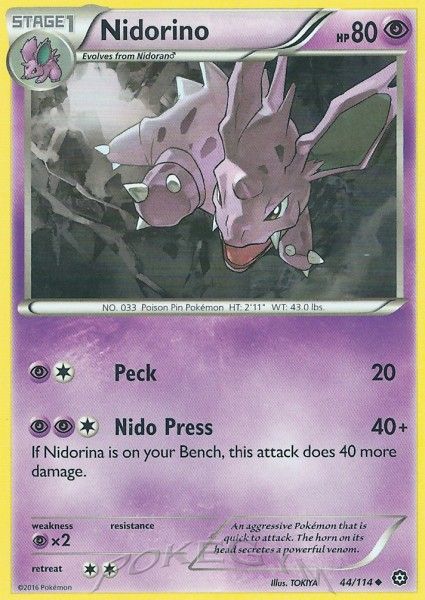 STAGE1
Nidorino
HP80
Evolves from Nidoran♂
NO. 033 Poison Pin Pokémon HT: 2'11" WT: 43.0 lbs.
Peck 20
Nido Press 40+
If Nidorina is on your Bench, this attack does 40 more
damage.
weakness resistance
×2
retreat
An aggressive Pokémon that is
quick to attack. The horn on
its head secretes a powerful venom.
©2016 Pokémon
Illus. TOKIYA 44/114